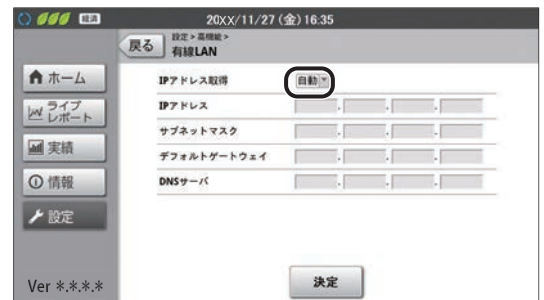 経済
20XX/11/27 (金) 16:35
戻る
設定 > 高機能 >
有線LAN
ホーム
ライブ
レポート
実績
情報
設定
Ver *.*.*.*
IPアドレス取得
自動
IPアドレス
. . .
サブネットマスク
. . .
デフォルトゲートウェイ
. . .
DNSサーバ
. . .
決定